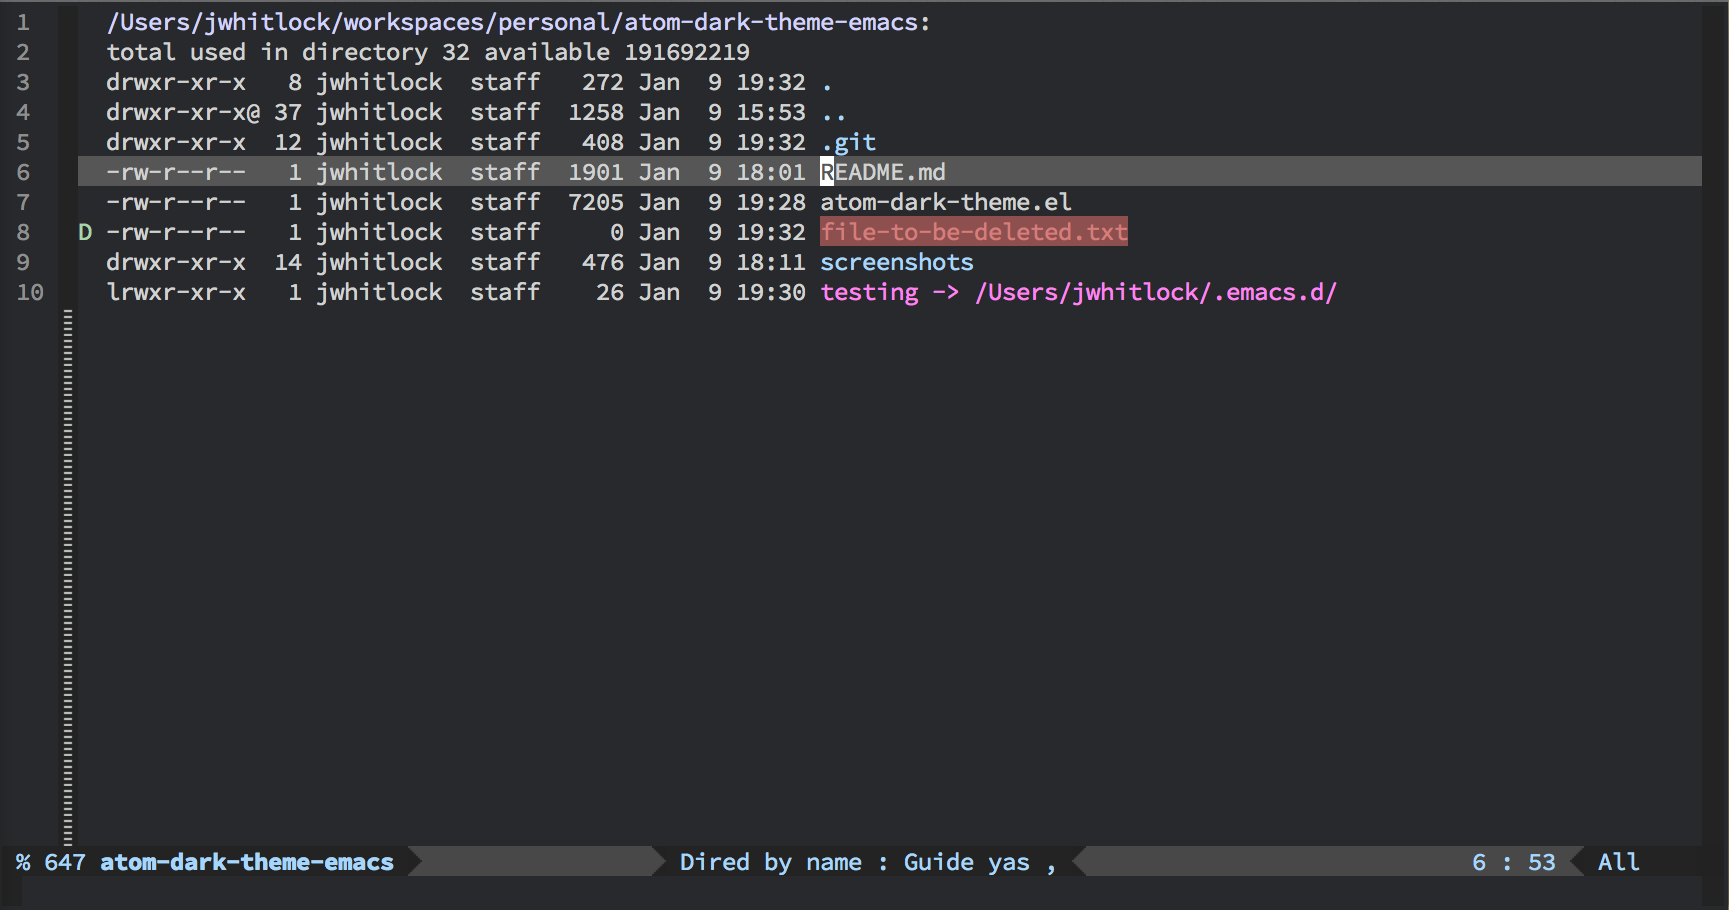 1 /Users/jwhitlock/workspaces/personal/atom-dark-theme-emacs:
2 total used in directory 32 available 191692219
3 drwxr-xr-x   8 jwhitlock  staff   272 Jan  9 19:32 .
4 drwxr-xr-x@ 37 jwhitlock  staff  1258 Jan  9 15:53 ..
5 drwxr-xr-x  12 jwhitlock  staff   408 Jan  9 19:32 .git
6 -rw-r--r--   1 jwhitlock  staff  1901 Jan  9 18:01 README.md
7 -rw-r--r--   1 jwhitlock  staff  7205 Jan  9 19:28 atom-dark-theme.el
8 D -rw-r--r--   1 jwhitlock  staff     0 Jan  9 19:32 file-to-be-deleted.txt
9 drwxr-xr-x  14 jwhitlock  staff   476 Jan  9 18:11 screenshots
10 lrwxr-xr-x   1 jwhitlock  staff    26 Jan  9 19:30 testing -> /Users/jwhitlock/.emacs.d/
% 647 atom-dark-theme-emacs Dired by name : Guide yas , 6 : 53 All